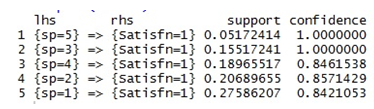 lhs rhs support confidence
1 {sp=5} => {Satisfn=1} 0.05172414 1.0000000
2 {sp=3} => {Satisfn=1} 0.15517241 1.0000000
3 {sp=4} => {Satisfn=1} 0.18965517 0.8461538
4 {sp=2} => {Satisfn=1} 0.20689655 0.8571429
5 {sp=1} => {Satisfn=1} 0.27586207 0.8421053